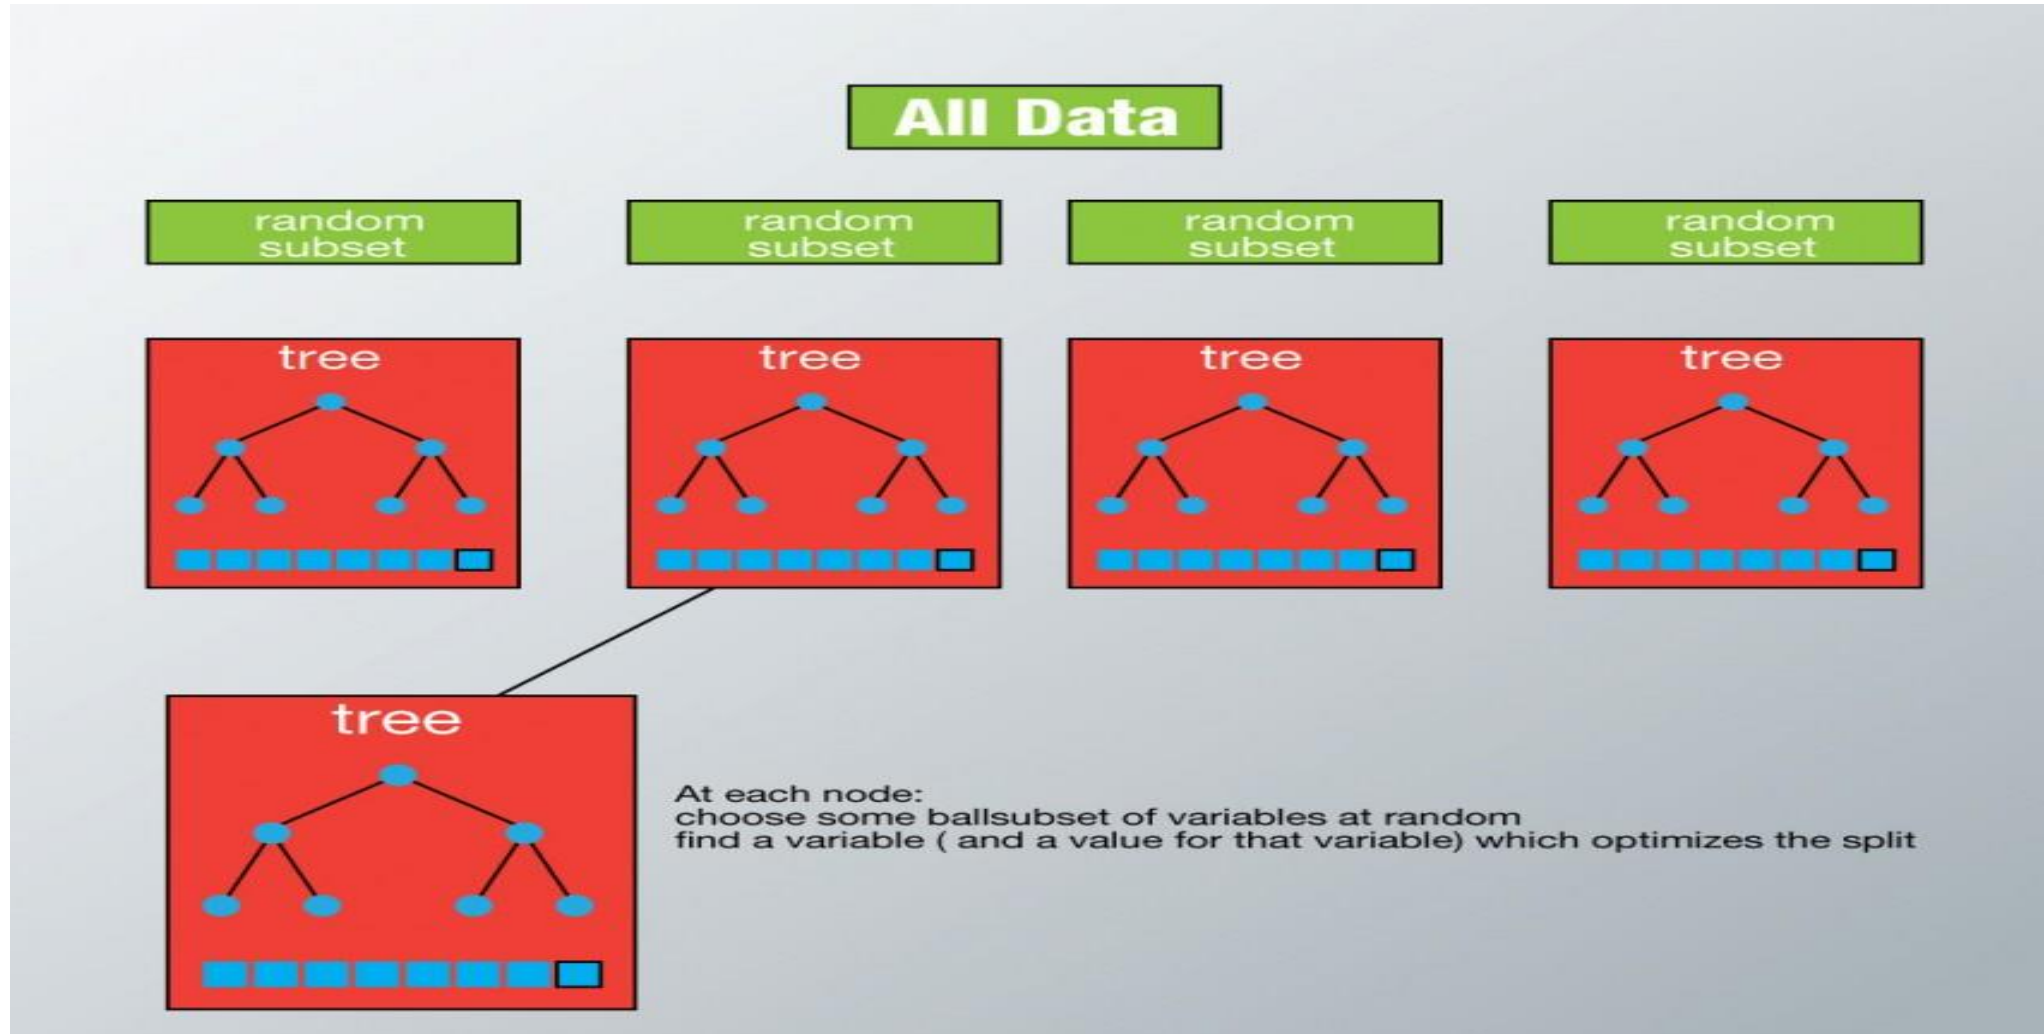 All Data
random
subset
random
subset
random
subset
random
subset
tree
tree
tree
tree
tree
At each node:
choose some ballsubset of variables at random
find a variable ( and a value for that variable) which optimizes the split